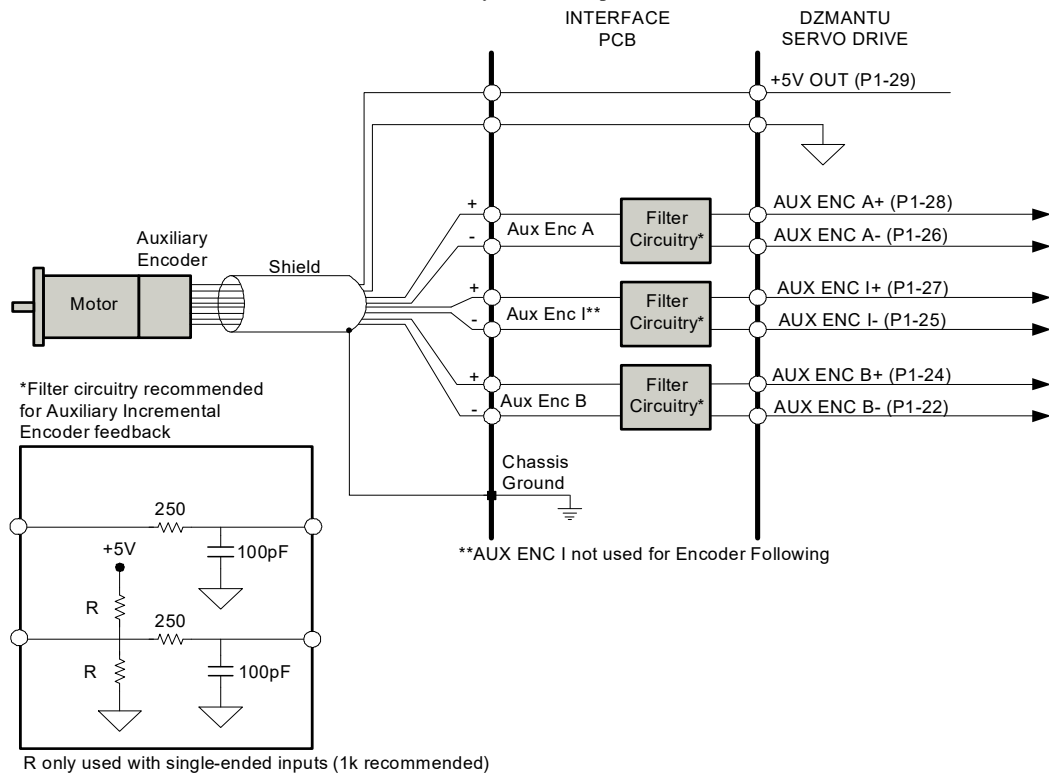 INTERFACE
PCB
DZMANTU
SERVO DRIVE
+5V OUT (P1-29)
Auxiliary
Encoder
Shield
Motor
+
-
Aux Enc A
Filter
Circuitry*
AUX ENC A+ (P1-28)
AUX ENC A- (P1-26)
+
-
Aux Enc I**
Filter
Circuitry*
AUX ENC I+ (P1-27)
AUX ENC I- (P1-25)
+
-
Aux Enc B
Filter
Circuitry*
AUX ENC B+ (P1-24)
AUX ENC B- (P1-22)
Chassis
Ground
**AUX ENC I not used for Encoder Following
*Filter circuitry recommended
for Auxiliary Incremental
Encoder feedback
250
100pF
+5V
R
250
R
100pF
R only used with single-ended inputs (1k recommended)